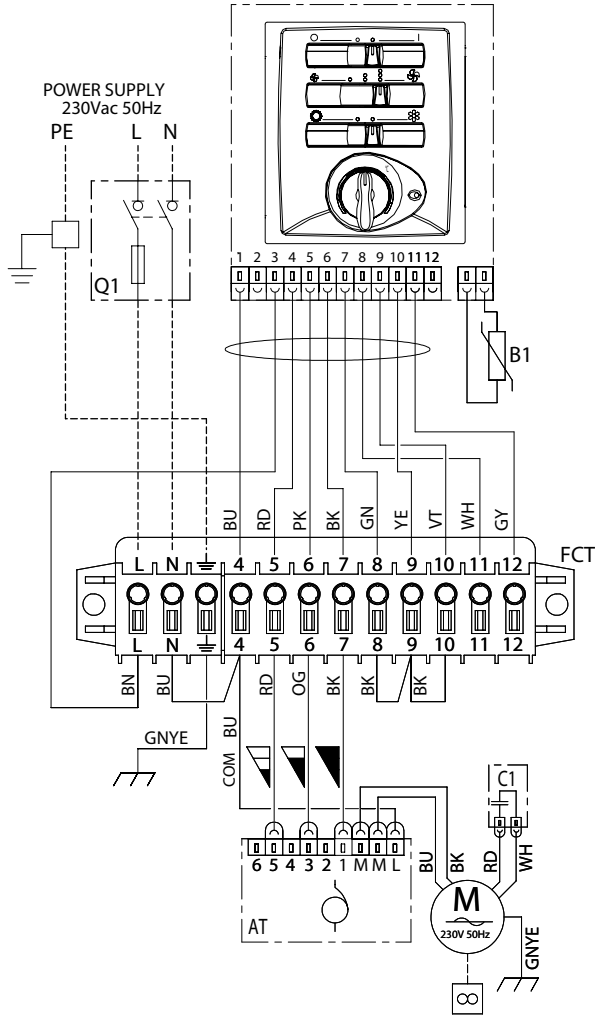 POWER SUPPLY
230Vac 50Hz
PE L N
Q1
1 2 3 4 5 6 7 8 9 10 11 12
B1
BU RD PK BK GN YE VT WH GY
FCT
L N 4 5 6 7 8 9 10 11 12
L N 4 5 6 7 8 9 10 11 12
BN BU RD OG BK BK BK
GNYE
COM BU
C1
6 5 4 3 2 1 M M L
BU BK RD WH
AT
M
230V 50Hz
GNYE